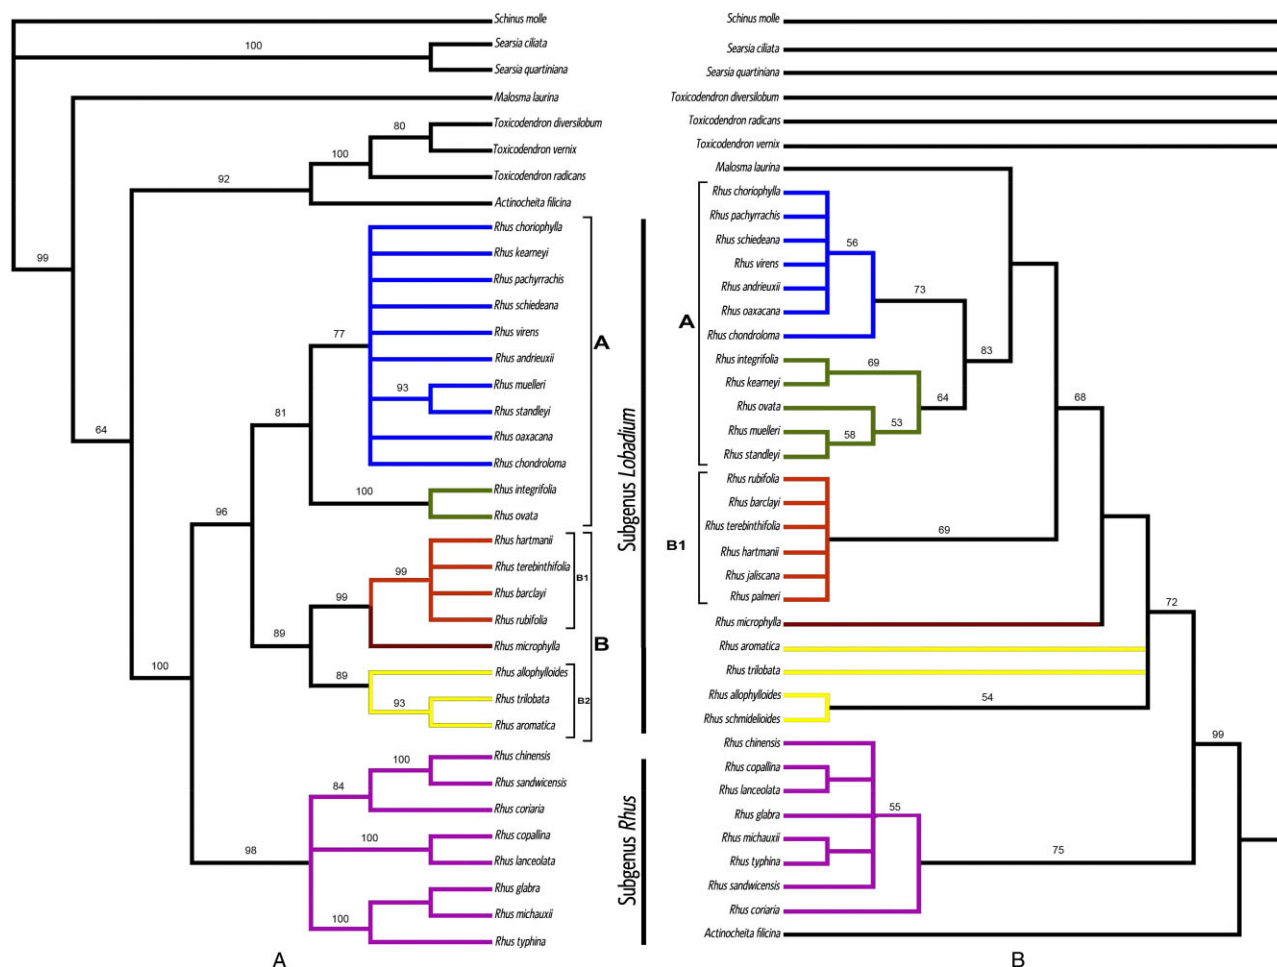 Schinus molle
100
Searsia ciliata
Searsia quartiniana
Malosma laurina
80
Toxicodendron diversilobum
Toxicodendron vernix
100
Toxicodendron radicans
92
Actinocheita filicina
99
Rhus choriophylla
Rhus kearneyi
Rhus pachyrrachis
Rhus schiedeana
77
Rhus virens
A
Rhus andrieuxii
93
Rhus muelleri
Rhus standleyi
64
81
Rhus oaxacana
Rhus chondroloma
100
Rhus integrifolia
Rhus ovata
Subgenus Lobadium
96
Rhus hartmanii
99
Rhus terebinthifolia
B1
Rhus barclayi
99
Rhus rubifolia
89
Rhus microphylla
B
100
89
Rhus allophylloides
93
Rhus trilobata
B2
Rhus aromatica
100
Rhus chinensis
84
Rhus sandwicensis
Rhus coriaria
Subgenus Rhus
100
Rhus copallina
98
Rhus lanceolata
Rhus glabra
100
Rhus michauxii
Rhus typhina
A
Schinus molle
Searsia ciliata
Searsia quartiniana
Toxicodendron diversilobum
Toxicodendron radicans
Toxicodendron vernix
Malosma laurina
Rhus choriophylla
Rhus pachyrrachis
Rhus schiedeana
56
Rhus virens
Rhus andrieuxii
73
Rhus oaxacana
A
Rhus chondroloma
83
Rhus integrifolia
69
Rhus kearneyi
64
68
Rhus ovata
53
Rhus muelleri
58
Rhus standleyi
Rhus rubifolia
Rhus barclayi
Rhus terebinthifolia
69
B1
Rhus hartmanii
Rhus jaliscana
Rhus palmeri
72
Rhus microphylla
Rhus aromatica
Rhus trilobata
Rhus allophylloides
54
Rhus schmidelioides
99
Rhus chinensis
Rhus copallina
Rhus lanceolata
55
Rhus glabra
Rhus michauxii
75
Rhus typhina
Rhus sandwicensis
Rhus coriaria
Actinocheita filicina
B